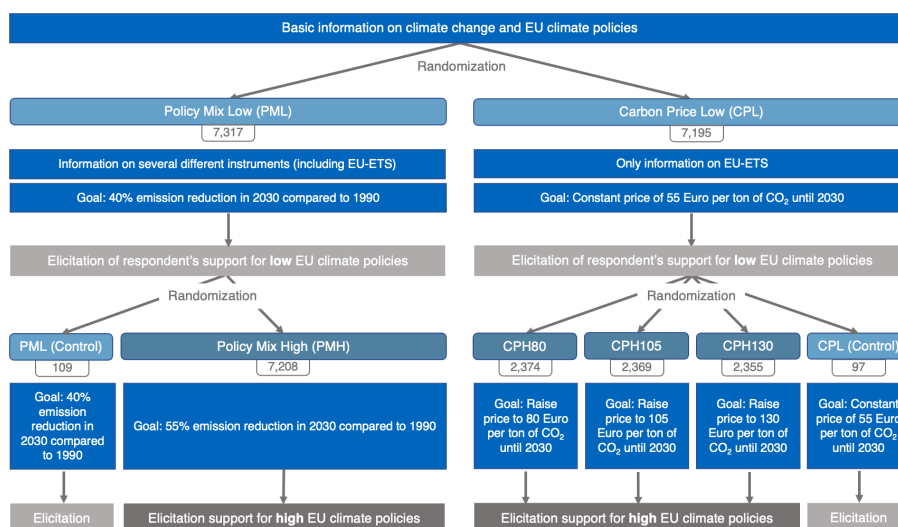 Basic information on climate change and EU climate policies
Randomization
Policy Mix Low (PML)
7,317
Information on several different instruments (including EU-ETS)
Goal: 40% emission reduction in 2030 compared to 1990
Elicitation of respondent's support for low EU climate policies
Randomization
PML (Control)
109
Goal: 40%
emission
reduction in
2030 compared
to 1990
Elicitation
Policy Mix High (PMH)
7,208
Goal: 55% emission reduction in 2030 compared to 1990
Elicitation support for high EU climate policies
Carbon Price Low (CPL)
7,195
Only information on EU-ETS
Goal: Constant price of 55 Euro per ton of CO₂ until 2030
Elicitation of respondent's support for low EU climate policies
Randomization
CPH80
2,374
Goal: Raise
price to 80 Euro
per ton of CO₂
until 2030
CPH105
2,369
Goal: Raise
price to 105
Euro per ton of
CO₂ until 2030
CPH130
2,355
Goal: Raise
price to 130
Euro per ton of
CO₂ until 2030
Elicitation support for high EU climate policies
CPL (Control)
97
Goal: Constant
price of 55 Euro
per ton of CO₂
until 2030
Elicitation